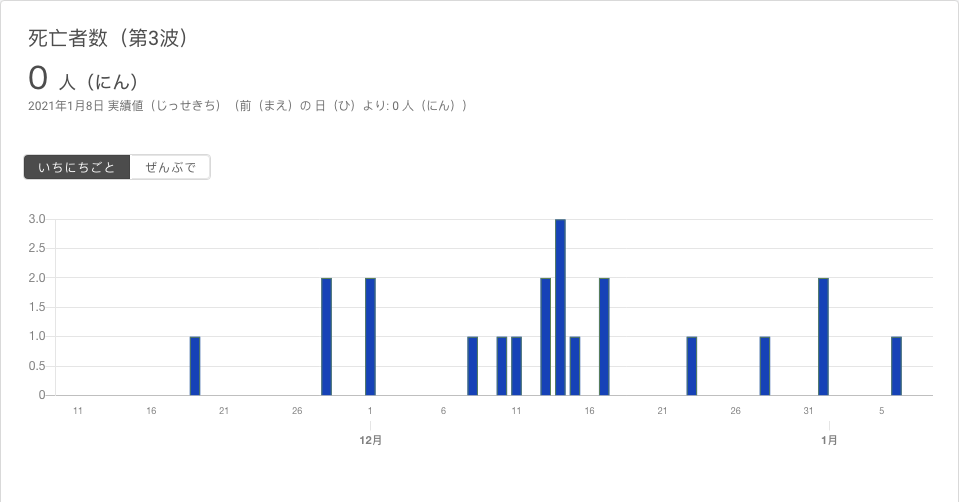 死亡者数（第3波）
0 人（にん）
2021年1月8日 実績値（じっせきち）（前（まえ）の 日（ひ）より: 0 人（にん））
いちにちごと ぜんぶで
3.0
2.5
2.0
1.5
1.0
0.5
0
11 16 21 26 1 6 11 16 21 26 31 5
12月 1月